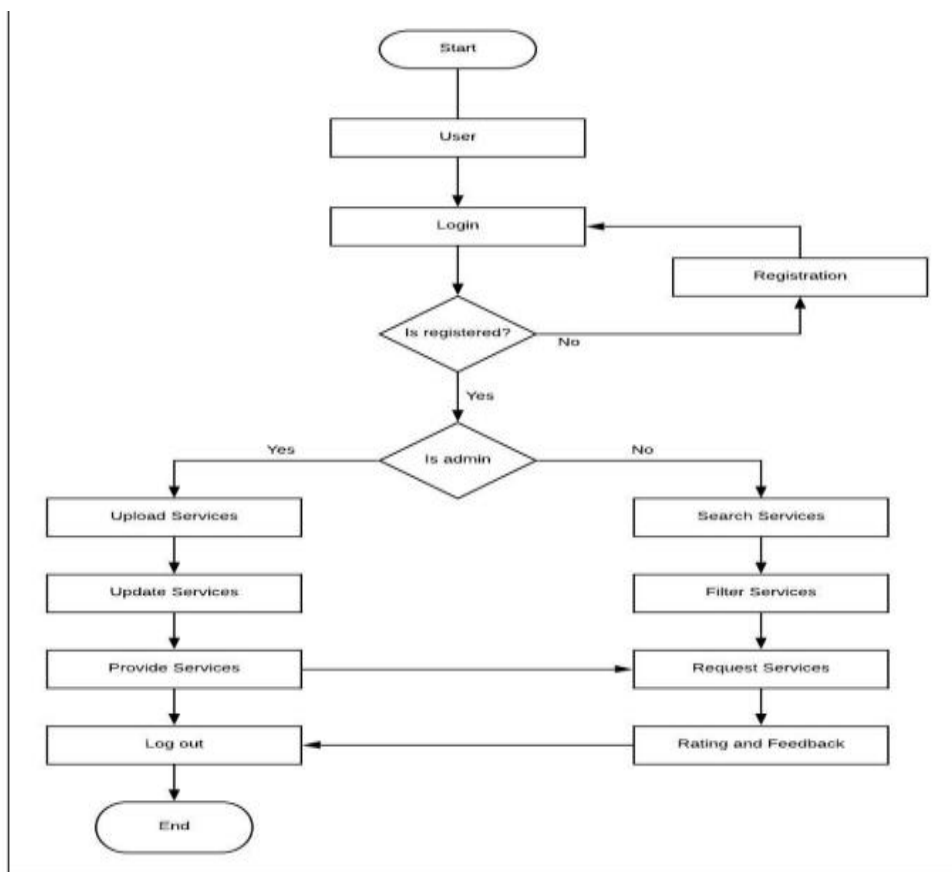 Start
User
Login
Registration
Is registered?
No
Yes
Yes
Is admin
No
Upload Services
Search Services
Update Services
Filter Services
Provide Services
Request Services
Log out
Rating and Feedback
End